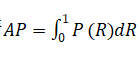 AP = ∫₀¹ P (R)dR